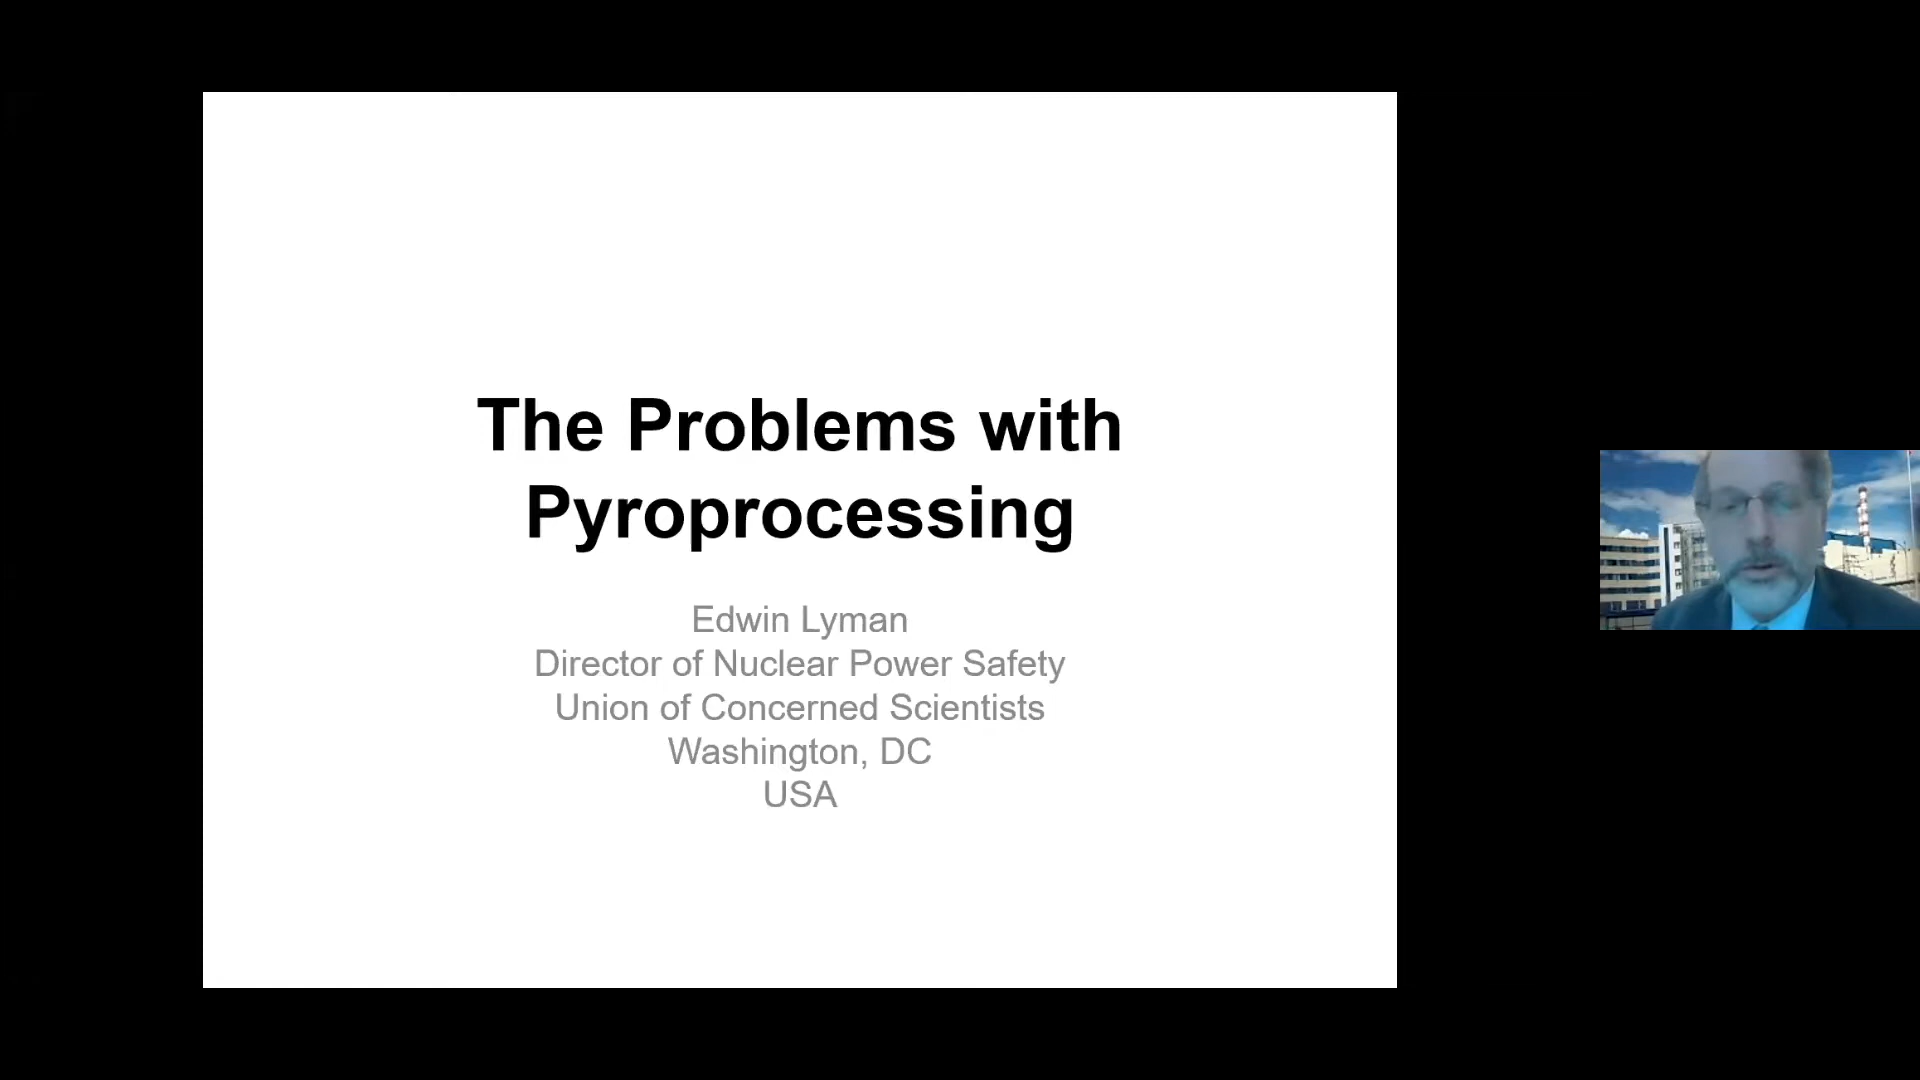 The Problems with
Pyroprocessing
Edwin Lyman
Director of Nuclear Power Safety
Union of Concerned Scientists
Washington, DC
USA